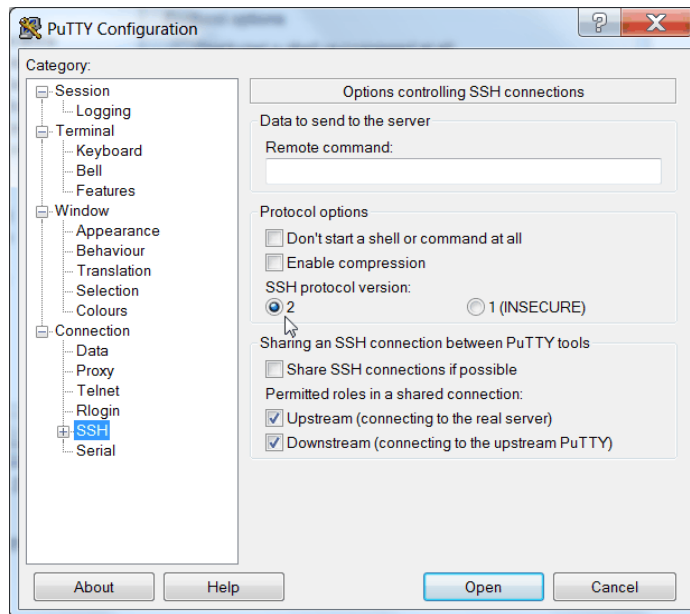 PuTTY Configuration
Category:
Session
Logging
Terminal
Keyboard
Bell
Features
Window
Appearance
Behaviour
Translation
Selection
Colours
Connection
Data
Proxy
Telnet
Rlogin
SSH
Serial
Options controlling SSH connections
Data to send to the server
Remote command:
Protocol options
Don't start a shell or command at all
Enable compression
SSH protocol version:
2 1 (INSECURE)
Sharing an SSH connection between PuTTY tools
Share SSH connections if possible
Permitted roles in a shared connection:
Upstream (connecting to the real server)
Downstream (connecting to the upstream PuTTY)
About Help Open Cancel